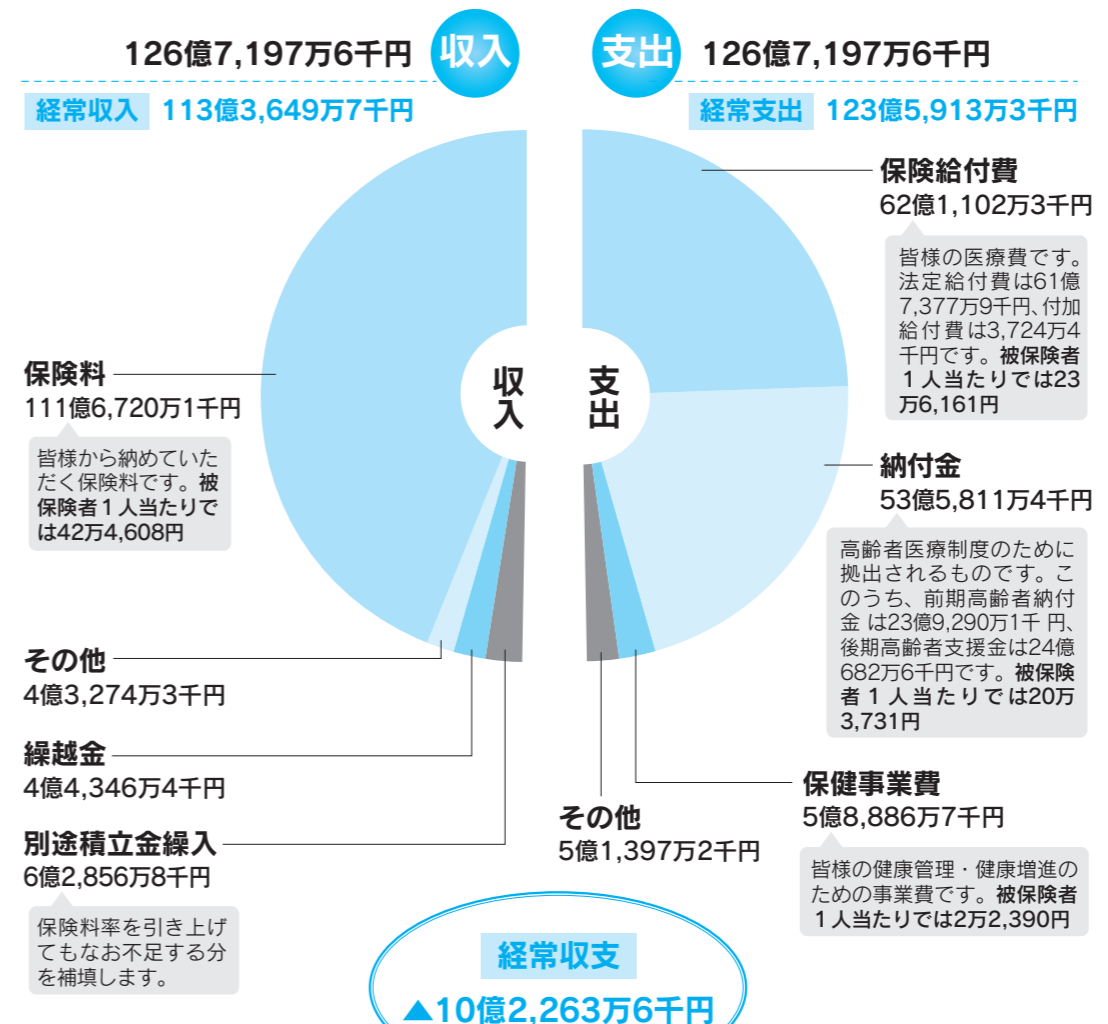 126億7,197万6千円
収入
経常収入 113億3,649万7千円
支出
126億7,197万6千円
経常支出 123億5,913万3千円
収入
支出
保険料
111億6,720万1千円
皆様から納めていた
だく保険料です。被
保険者1人当たりで
は42万4,608円
その他
4億3,274万3千円
繰越金
4億4,346万4千円
別途積立金繰入
6億2,856万8千円
保険料率を引き上げ
てもなお不足する分
を補填します。
保険給付費
62億1,102万3千円
皆様の医療費です。
法定給付費は61億
7,377万9千円、付加
給付費は3,724万4
千円です。被保険者
1人当たりでは23
万6,161円
納付金
53億5,811万4千円
高齢者医療制度のために
拠出されるものです。こ
のうち、前期高齢者納付
金は23億9,290万1千円、
後期高齢者支援金は24億
682万6千円です。被保険
者1人当たりでは20万
3,731円
保健事業費
5億8,886万7千円
皆様の健康管理・健康増進の
ための事業費です。被保険者
1人当たりでは2万2,390円
その他
5億1,397万2千円
経常収支
▲10億2,263万6千円